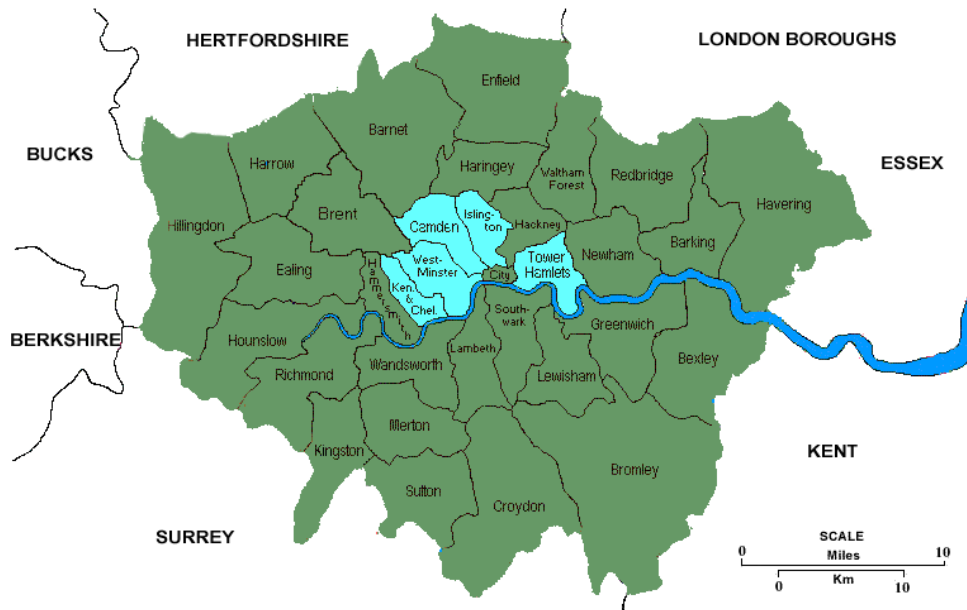 HERTFORDSHIRE
LONDON BOROUGHS
Enfield
Barnet
BUCKS
Harrow
Haringey
Waltham
Forest
Redbridge
ESSEX
Havering
Hillingdon
Brent
Camden
Isling-
ton
Hackney
Newham
Barking
Ealing
Hammersmith
West-
Minster
City
Tower
Hamlets
Ken.
&
Chel.
South-
wark
Greenwich
BERKSHIRE
Hounslow
Richmond
Wandsworth
Lambeth
Lewisham
Bexley
Merton
Kingston
KENT
Bromley
Sutton
Croydon
SURREY
SCALE
0 Miles 10
Km
0 10